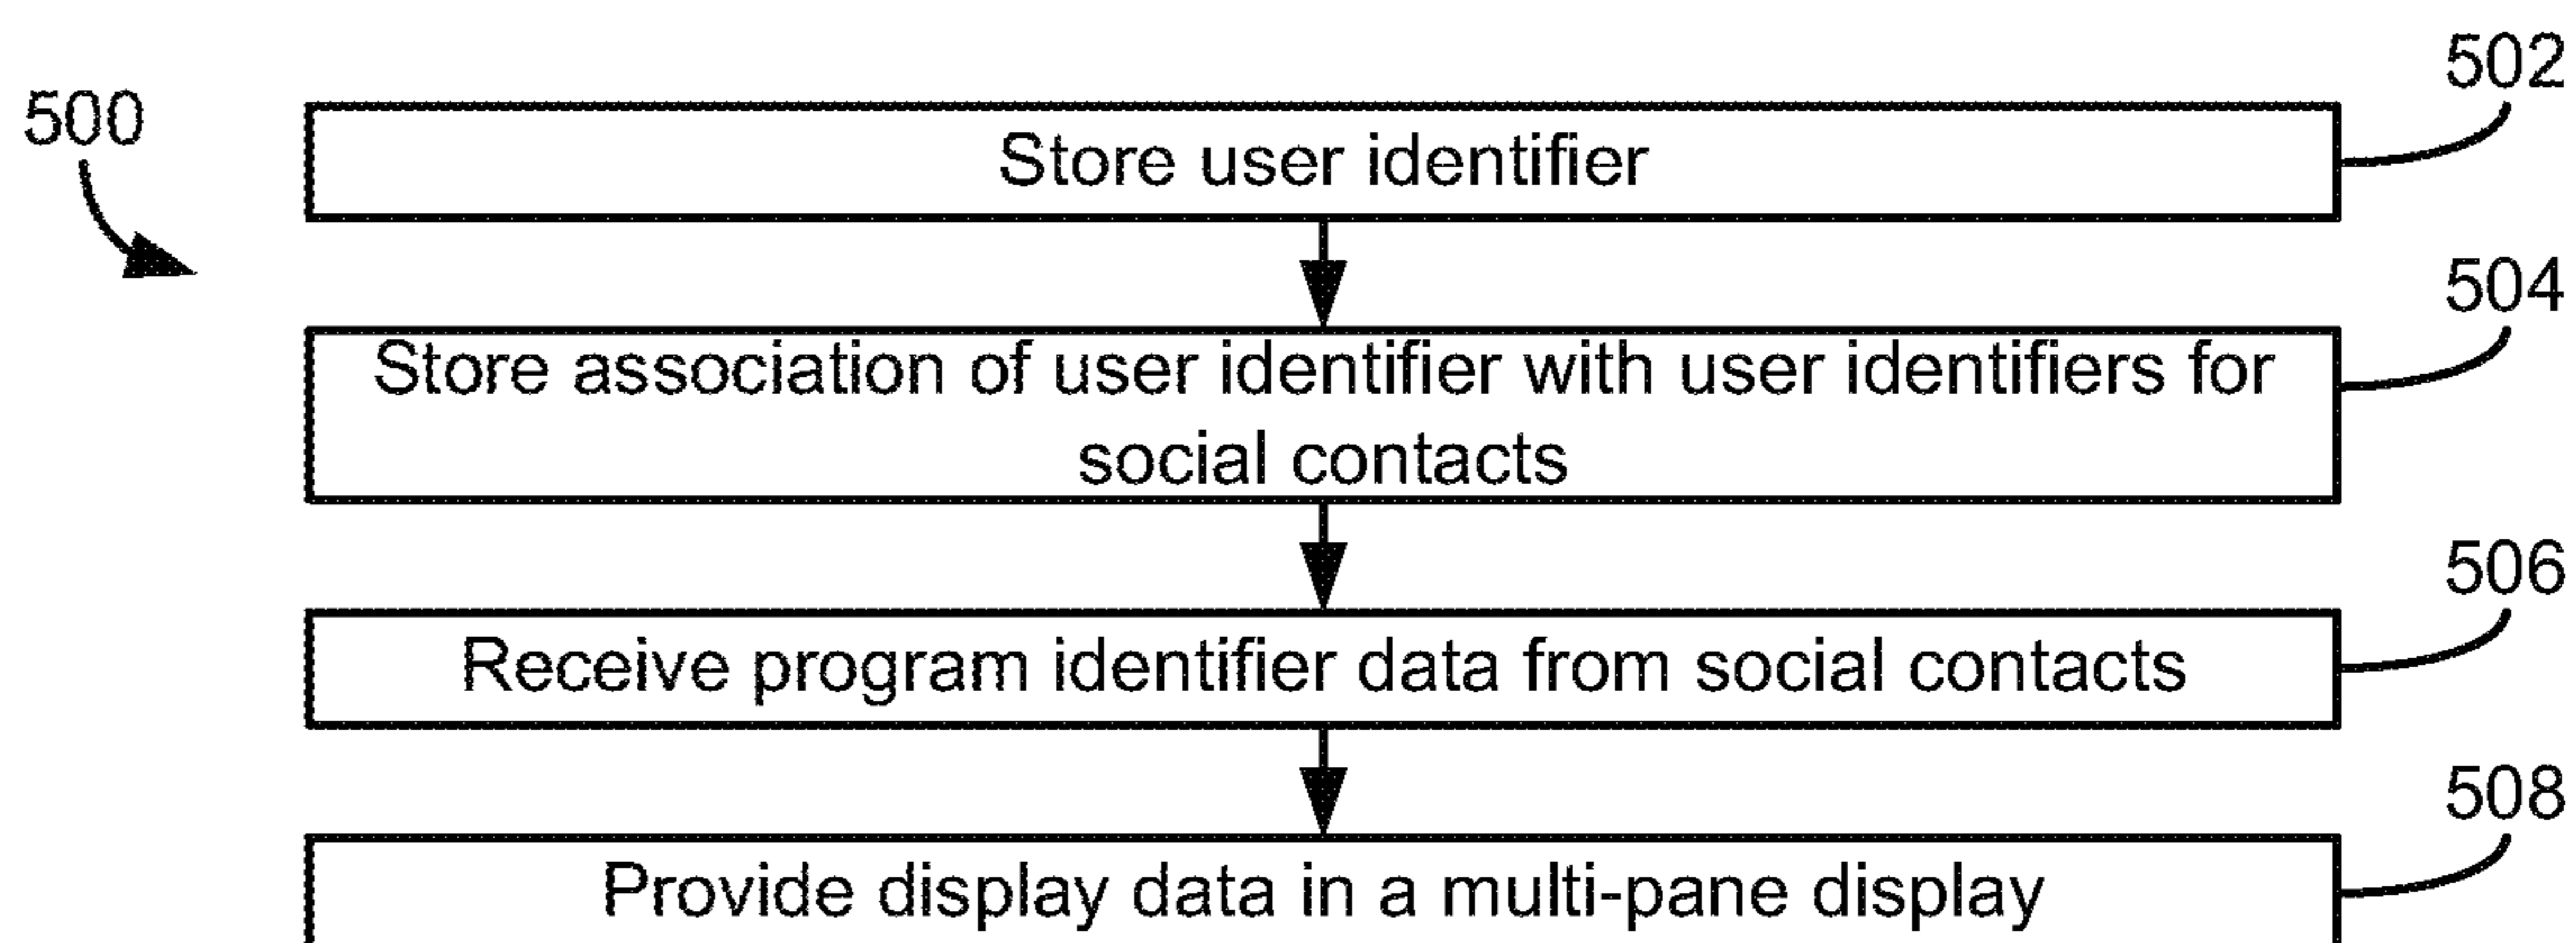 502
500
Store user identifier
504
Store association of user identifier with user identifiers for
social contacts
506
Receive program identifier data from social contacts
508
Provide display data in a multi-pane display